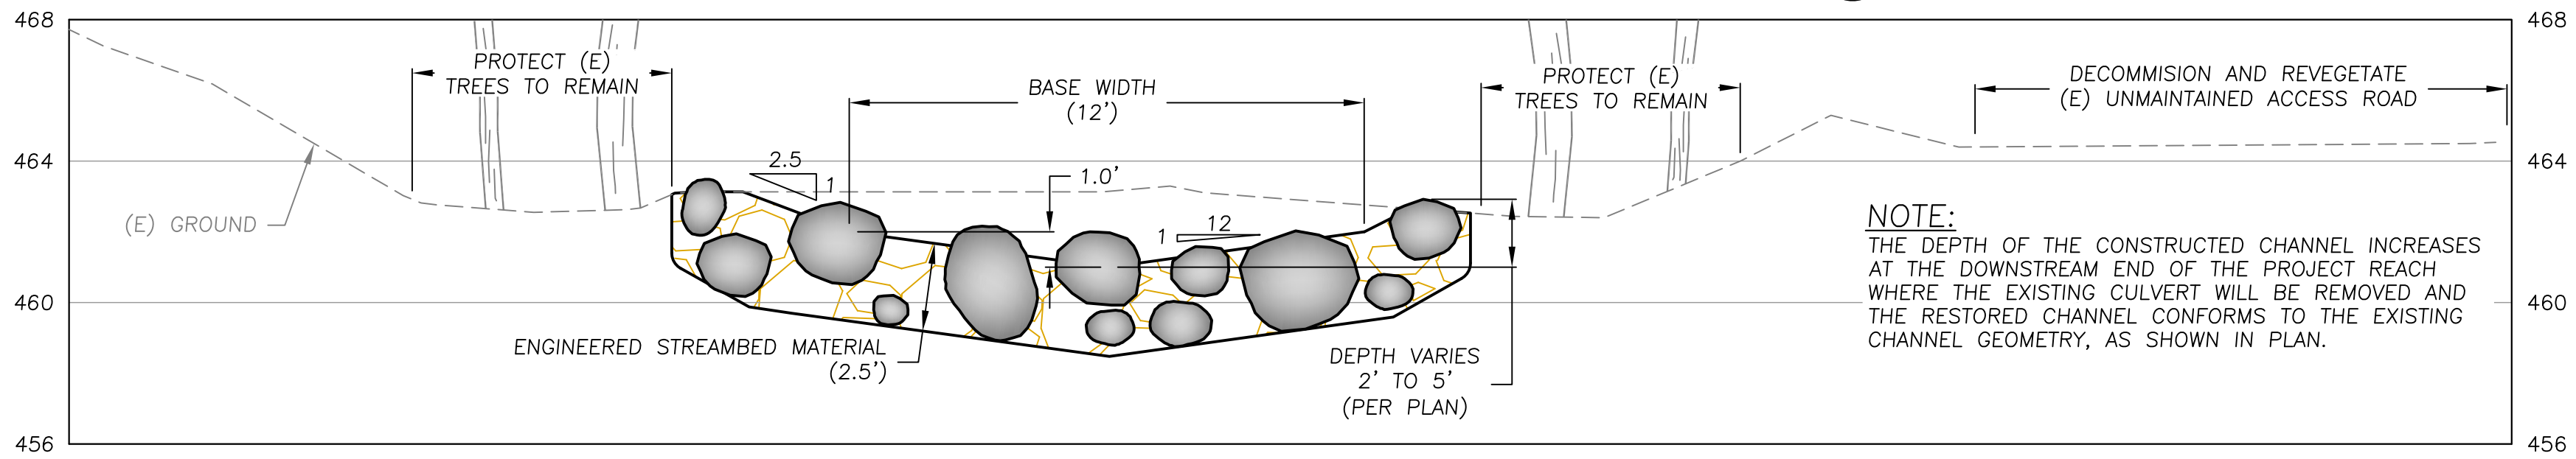 468
468
PROTECT (E)
TREES TO REMAIN
BASE WIDTH
(12')
PROTECT (E)
TREES TO REMAIN
DECOMMISION AND REVEGETATE
(E) UNMAINTAINED ACCESS ROAD
464
2.5
1
1.0'
464
(E) GROUND
12
1
NOTE:
THE DEPTH OF THE CONSTRUCTED CHANNEL INCREASES
AT THE DOWNSTREAM END OF THE PROJECT REACH
WHERE THE EXISTING CULVERT WILL BE REMOVED AND
THE RESTORED CHANNEL CONFORMS TO THE EXISTING
CHANNEL GEOMETRY, AS SHOWN IN PLAN.
460
460
ENGINEERED STREAMBED MATERIAL
(2.5')
DEPTH VARIES
2' TO 5'
(PER PLAN)
456
456